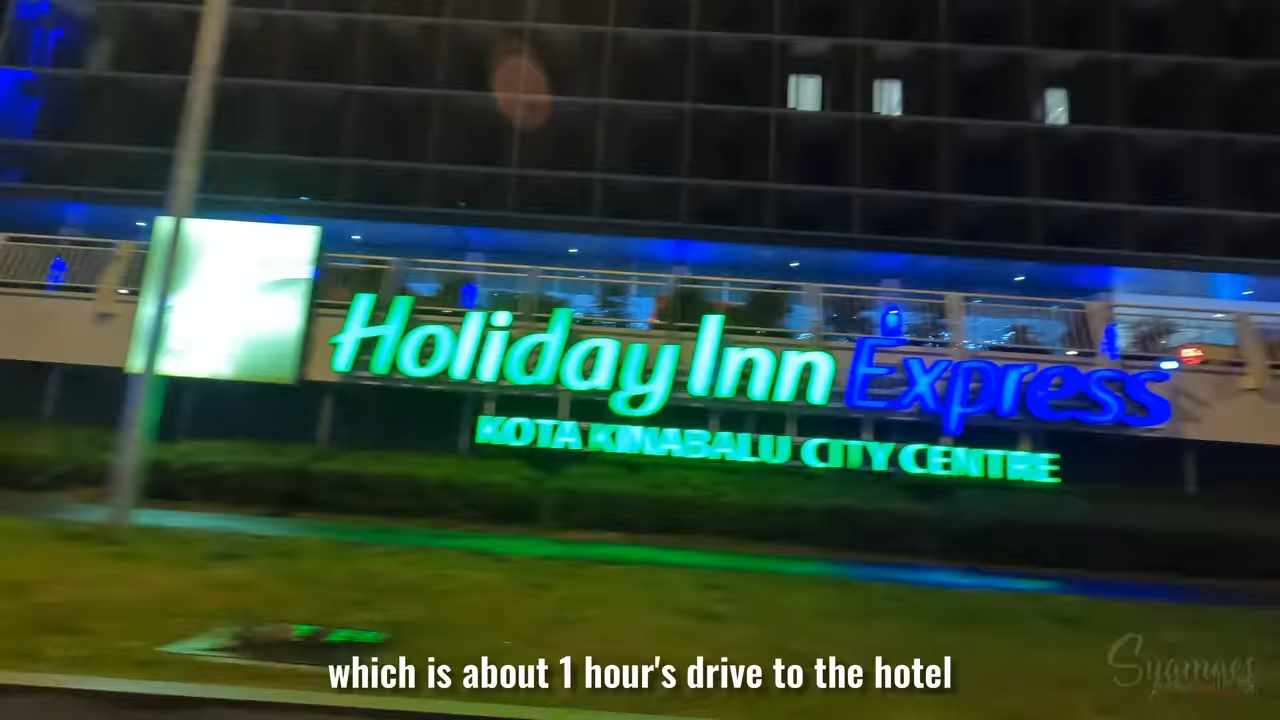 Holiday Inn Express
KOTA KINABALU CITY CENTRE
which is about 1 hour's drive to the hotel